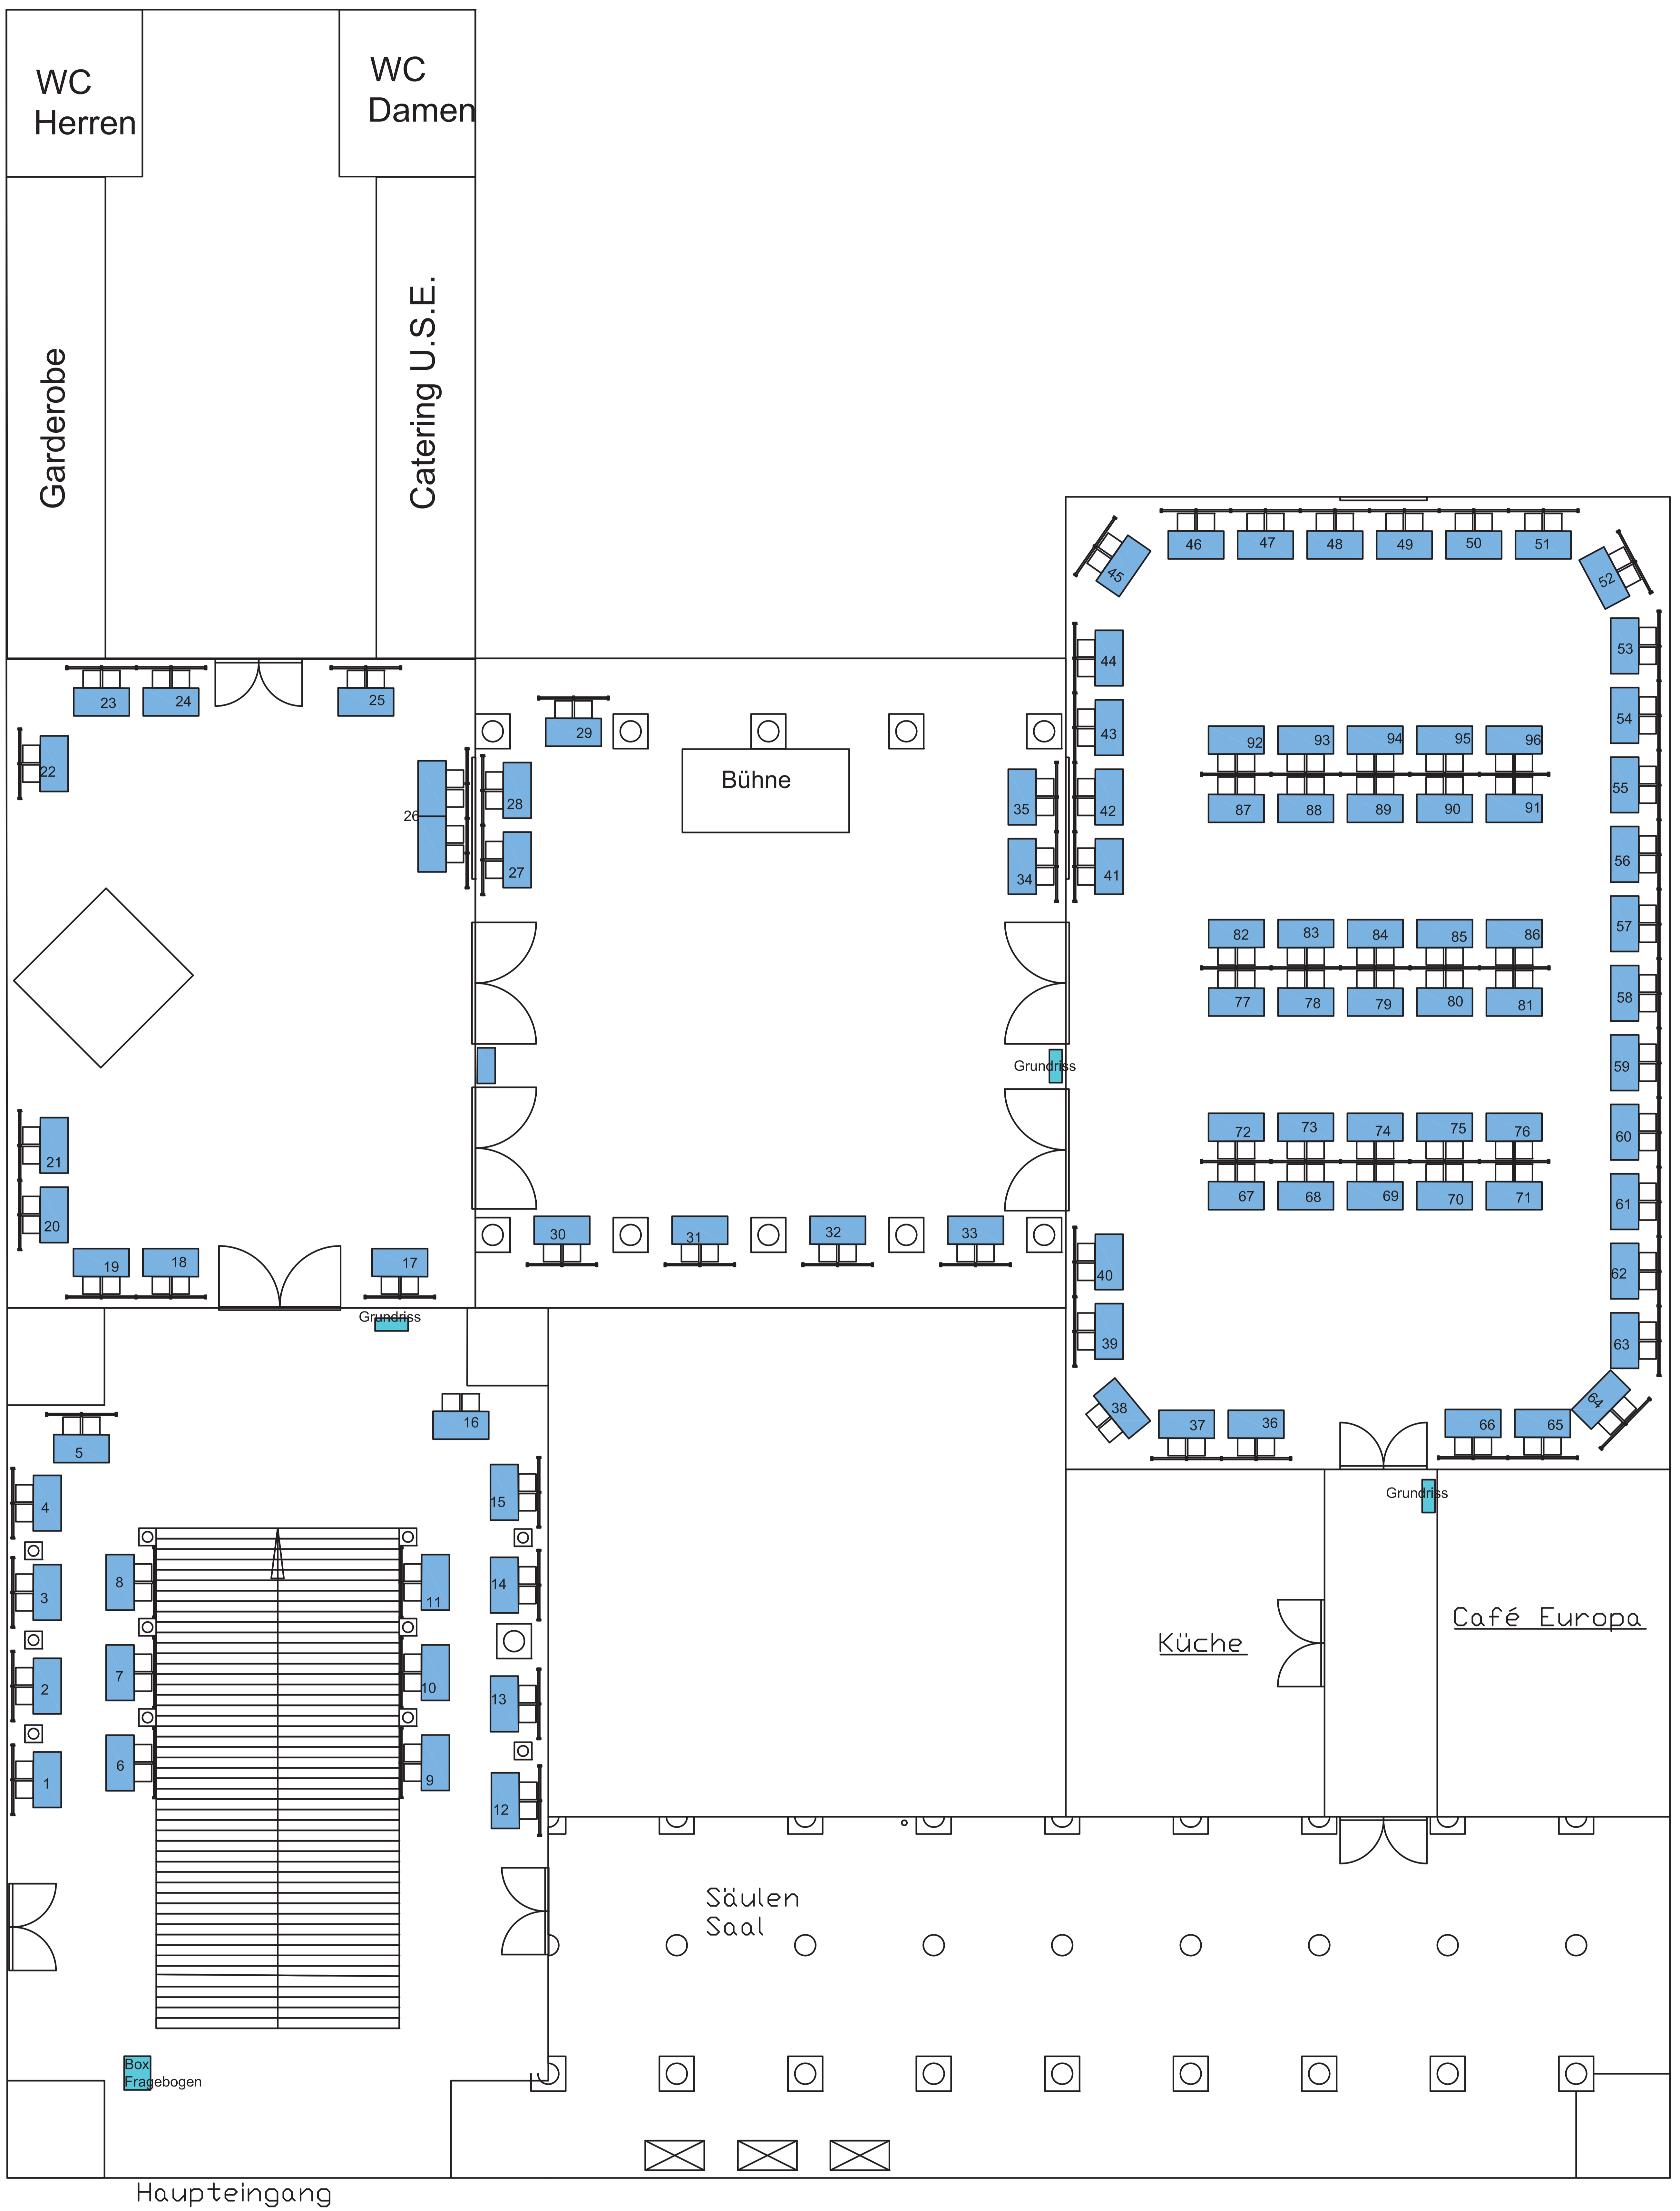 WC
Herren
WC
Damen
Garderobe
Catering U.S.E.
46 47 48 49 50 51
45
52
53
44
23 24 25
54
43
29
92 93 94 95 96
22
Bühne
55
28
35
42
87 88 89 90 91
26
56
27
34
41
57
82 83 84 85 86
58
77 78 79 80 81
59
Grundriss
72 73 74 75 76
60
21
67 68 69 70 71
61
20
30 31 32 33
19 18 17
40
62
Grundriss
39
63
38
64
16
37 36
66 65
5
Grundriss
4
15
8
14
3
11
Café Europa
Küche
7
10
2
13
6
9
1
12
Säulen
Saal
Box
Fragebogen
Haupteingang